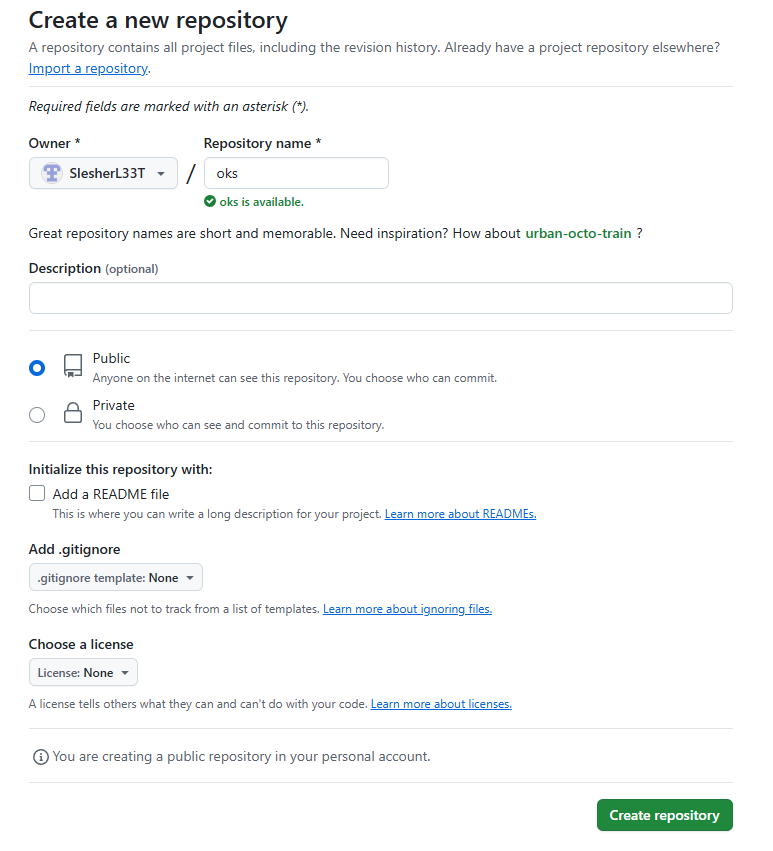 Create a new repository
A repository contains all project files, including the revision history. Already have a project repository elsewhere?
Import a repository.
Required fields are marked with an asterisk (*).
Owner * Repository name *
SlesherL33T / oks
oks is available.
Great repository names are short and memorable. Need inspiration? How about urban-octo-train ?
Description (optional)
Public
Anyone on the internet can see this repository. You choose who can commit.
Private
You choose who can see and commit to this repository.
Initialize this repository with:
Add a README file
This is where you can write a long description for your project. Learn more about READMEs.
Add .gitignore
.gitignore template: None
Choose which files not to track from a list of templates. Learn more about ignoring files.
Choose a license
License: None
A license tells others what they can and can't do with your code. Learn more about licenses.
You are creating a public repository in your personal account.
Create repository